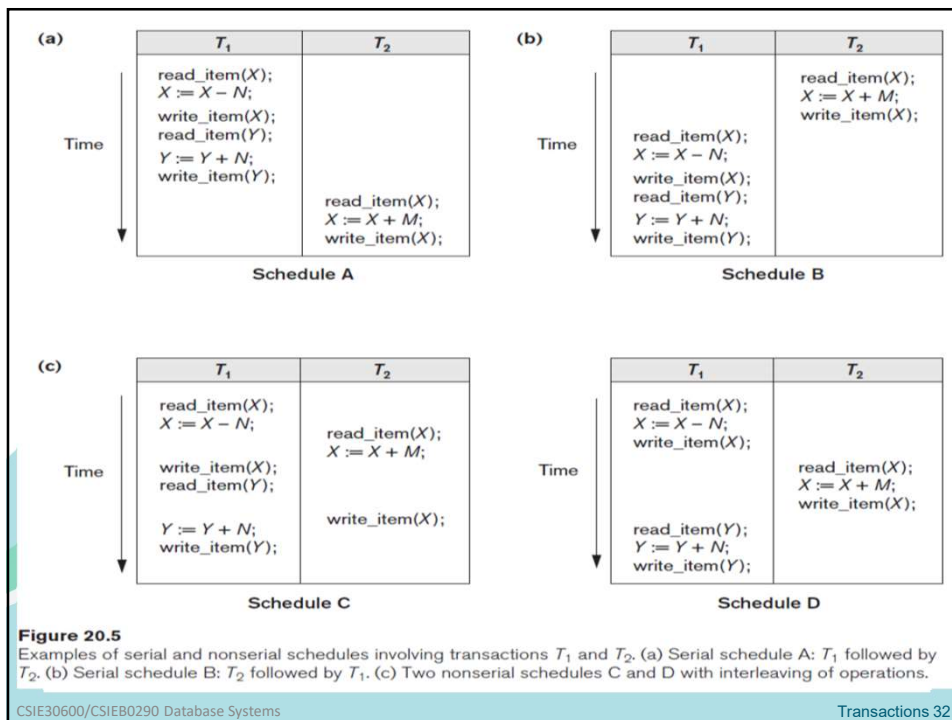 (a)
T1 T2
read_item(X);
X := X – N;
write_item(X);
read_item(Y);
Time
Y := Y + N;
write_item(Y);
read_item(X);
X := X + M;
write_item(X);
Schedule A
(b)
T1 T2
read_item(X);
X := X + M;
write_item(X);
Time
read_item(X);
X := X – N;
write_item(X);
read_item(Y);
Y := Y + N;
write_item(Y);
Schedule B
(c)
T1 T2
read_item(X);
X := X – N;
read_item(X);
X := X + M;
Time
write_item(X);
read_item(Y);
write_item(X);
Y := Y + N;
write_item(Y);
Schedule C
T1 T2
read_item(X);
X := X – N;
write_item(X);
Time
read_item(X);
X := X + M;
write_item(X);
read_item(Y);
Y := Y + N;
write_item(Y);
Schedule D
Figure 20.5
Examples of serial and nonserial schedules involving transactions T1 and T2. (a) Serial schedule A: T1 followed by
T2. (b) Serial schedule B: T2 followed by T1. (c) Two nonserial schedules C and D with interleaving of operations.
CSIE30600/CSIEB0290 Database Systems
Transactions 32